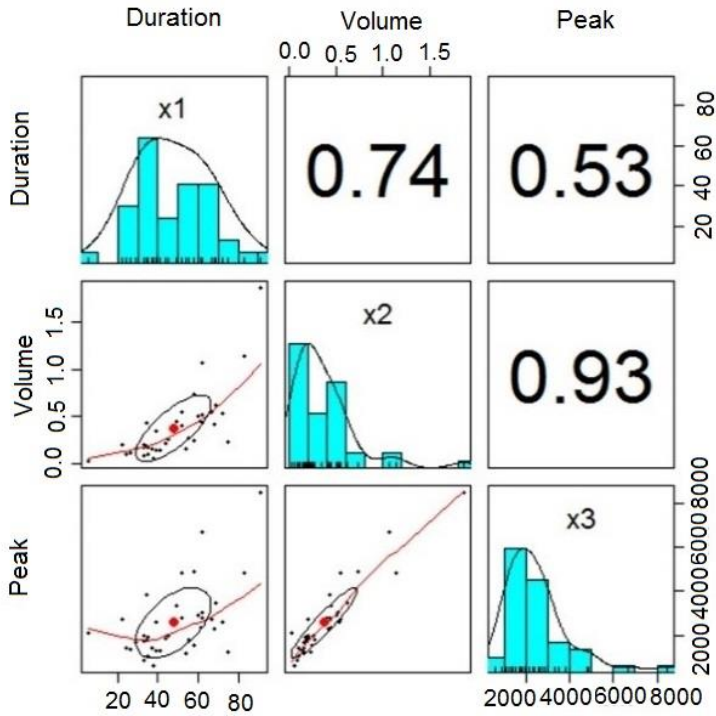 Duration Volume Peak
0.0 0.5 1.0 1.5
Duration
x1
0.74
0.53
20 40 60 80
Volume
0.0 0.5 1.0 1.5
x2
0.93
Peak
x3
2000 4000 6000 8000
20 40 60 80
2000 4000 6000 8000